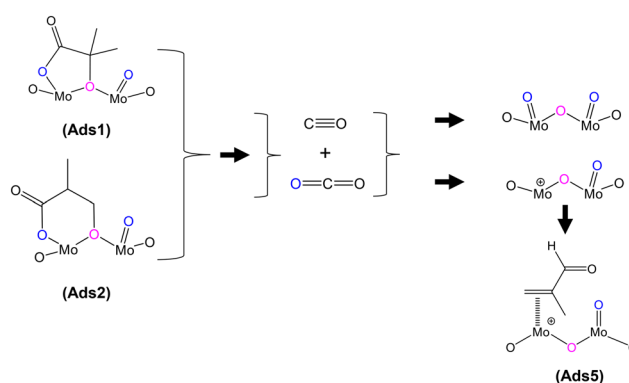 O
O
O
O Mo O Mo O
(Ads1)
O
O
O
O Mo O Mo O
(Ads2)
C≡O
+
O=C=O
O O
O Mo O Mo O
O
O Mo ⊕ O Mo O
H
O
O
Mo ⊕ Mo
O O
(Ads5)